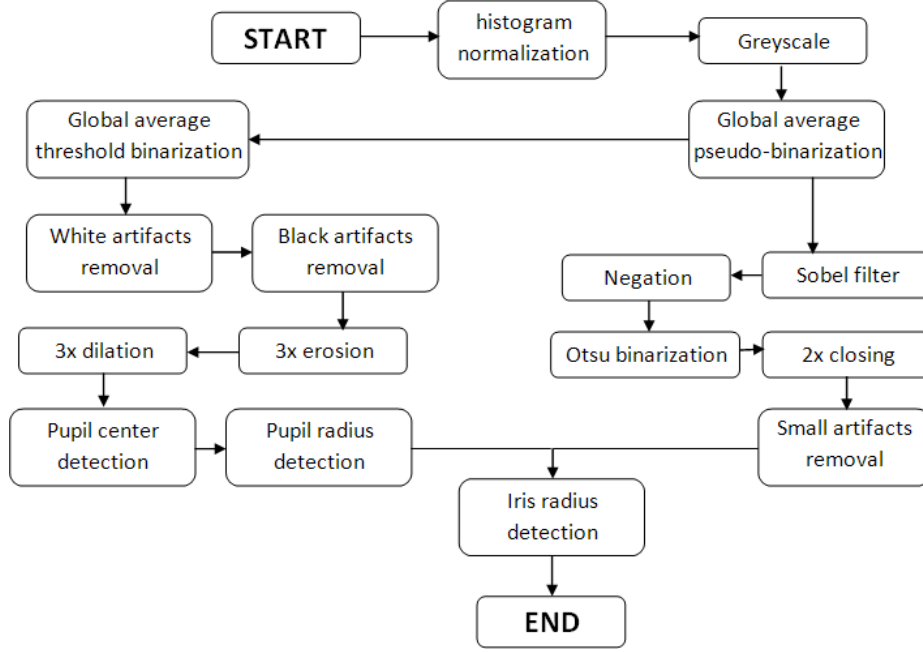 START
histogram
normalization
Greyscale
Global average
threshold binarization
Global average
pseudo-binarization
White artifacts
removal
Black artifacts
removal
Negation
Sobel filter
3x dilation
3x erosion
Otsu binarization
2x closing
Pupil center
detection
Pupil radius
detection
Small artifacts
removal
Iris radius
detection
END